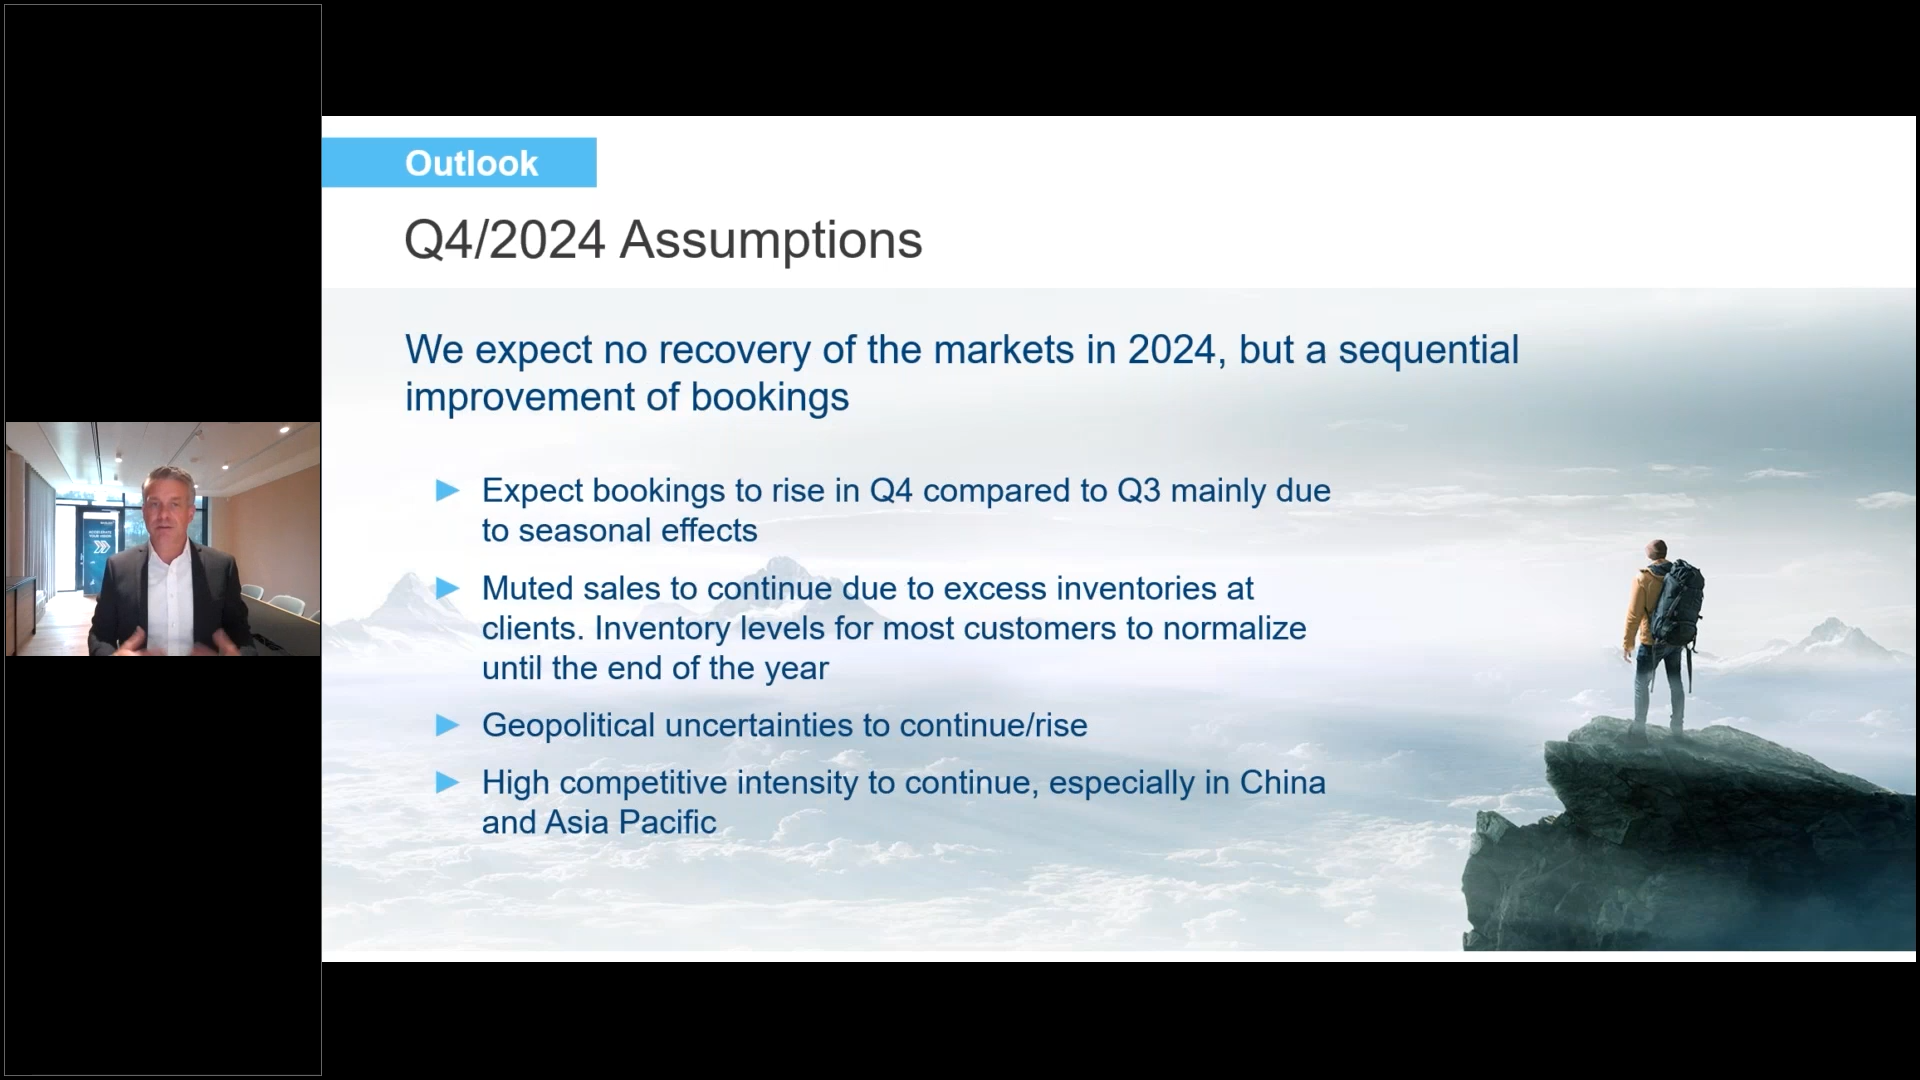 Outlook
Q4/2024 Assumptions
We expect no recovery of the markets in 2024, but a sequential
improvement of bookings
Expect bookings to rise in Q4 compared to Q3 mainly due
to seasonal effects
Muted sales to continue due to excess inventories at
clients. Inventory levels for most customers to normalize
until the end of the year
Geopolitical uncertainties to continue/rise
High competitive intensity to continue, especially in China
and Asia Pacific
ACCELERATE
YOUR VISION